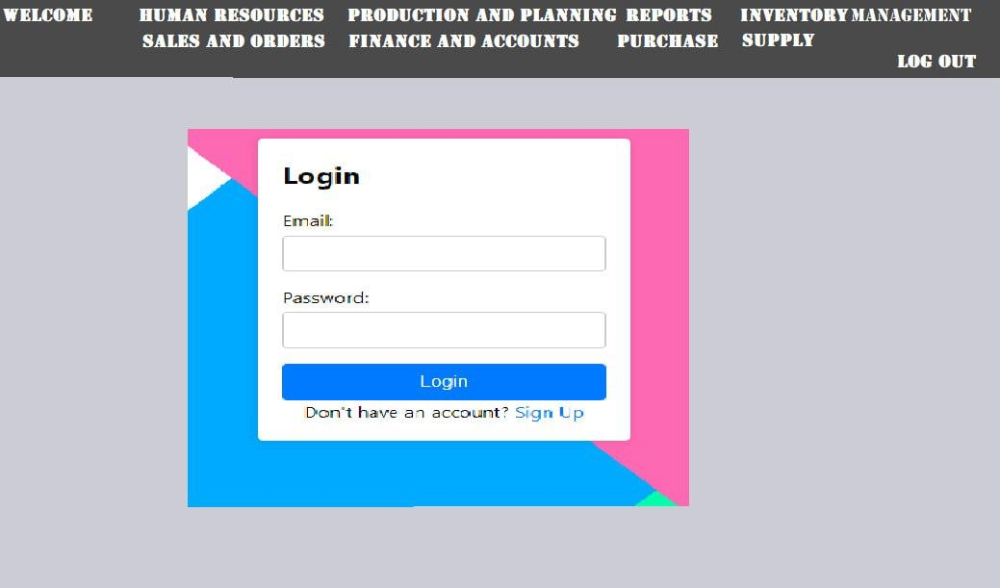 WELCOME HUMAN RESOURCES PRODUCTION AND PLANNING REPORTS INVENTORY MANAGEMENT
SALES AND ORDERS FINANCE AND ACCOUNTS PURCHASE SUPPLY
LOG OUT
Login
Email:
Password:
Login
Don't have an account? Sign Up